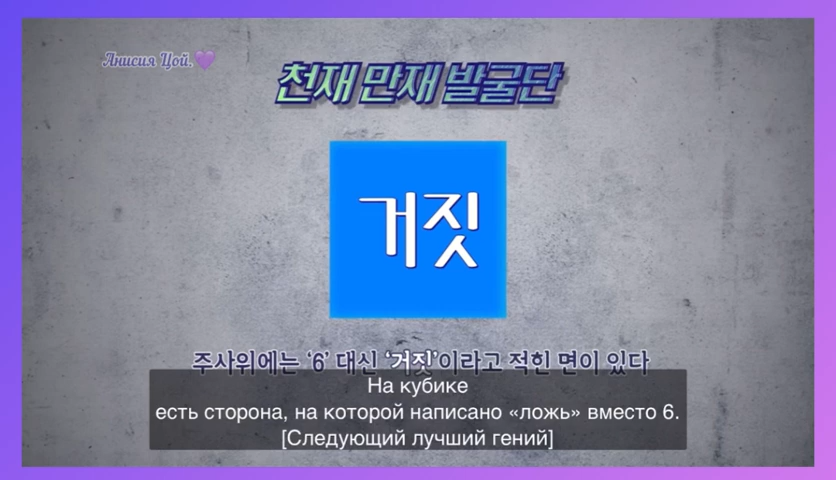 Анисия Цой.💜
천재 만재 발굴단
거짓
주사위에는 ‘6’ 대신 ‘거짓’이라고 적힌 면이 있다
На кубике
есть сторона, на которой написано «ложь» вместо 6.
[Следующий лучший гений]